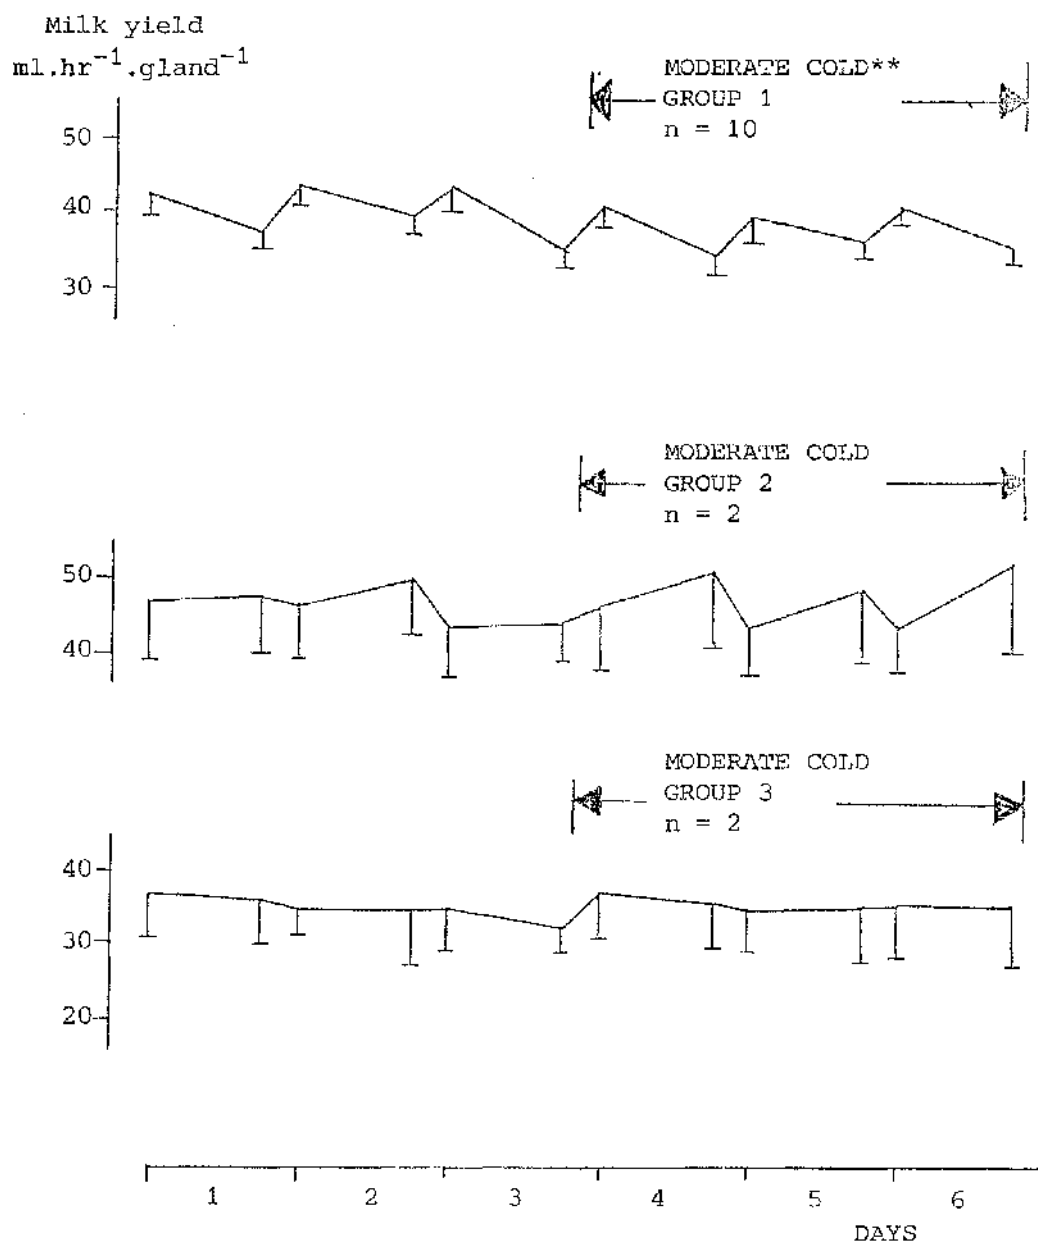 Milk yield
ml.hr⁻¹.gland⁻¹
MODERATE COLD**
GROUP 1
n = 10
50
40
30
MODERATE COLD
GROUP 2
n = 2
50
40
MODERATE COLD
GROUP 3
n = 2
40
30
20
1 2 3 4 5 6
DAYS